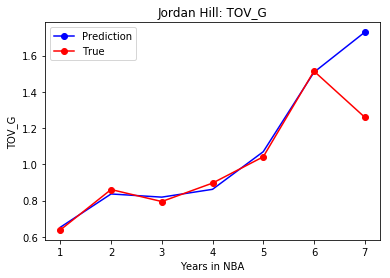 Jordan Hill: TOV_G
Prediction
True
1.6
1.4
1.2
1.0
0.8
0.6
TOV_G
1 2 3 4 5 6 7
Years in NBA